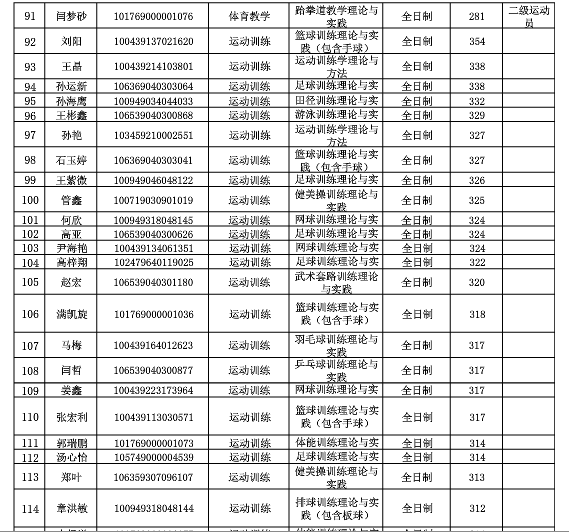 91 闫梦砂 101769000001076 体育教学 跆拳道教学理论与实践 全日制 281 二级运动员
92 刘阳 100439137021620 运动训练 篮球训练理论与实践（包含手球） 全日制 354
93 王晶 100439214103801 运动训练 运动训练学理论与方法 全日制 338
94 孙运新 106369040303064 运动训练 足球训练理论与实 全日制 338
95 孙海鹰 100949034044033 运动训练 田径训练理论与实 全日制 332
96 王彬鑫 106539040300868 运动训练 游泳训练理论与实 全日制 329
97 孙艳 103459210002551 运动训练 运动训练学理论与方法 全日制 327
98 石玉婷 106369040303041 运动训练 篮球训练理论与实践（包含手球） 全日制 327
99 王紫微 100949046048122 运动训练 足球训练理论与实 全日制 326
100 管鑫 100719030901019 运动训练 健美操训练理论与实践 全日制 325
101 何欣 100949318048145 运动训练 网球训练理论与实 全日制 324
102 高亚 106539040300626 运动训练 足球训练理论与实 全日制 324
103 尹海艳 100439134061351 运动训练 网球训练理论与实 全日制 324
104 高梓翔 102479640119025 运动训练 足球训练理论与实 全日制 322
105 赵宏 106539040301180 运动训练 武术套路训练理论与实践 全日制 320
106 满凯旋 101769000001036 运动训练 篮球训练理论与实践（包含手球） 全日制 318
107 马梅 100439164012623 运动训练 羽毛球训练理论与实践 全日制 317
108 闫哲 106539040300877 运动训练 乒乓球训练理论与实践 全日制 317
109 姜鑫 100439223173964 运动训练 网球训练理论与实 全日制 317
110 张宏利 100439113030571 运动训练 篮球训练理论与实践（包含手球） 全日制 317
111 郭瑞鹏 101769000001073 运动训练 体能训练理论与实 全日制 314
112 汤心怡 105749000004539 运动训练 足球训练理论与实 全日制 314
113 郑叶 106359307096107 运动训练 健美操训练理论与实践 全日制 313
114 章洪敏 100949318048144 运动训练 排球训练理论与实践（包含板球） 全日制 312